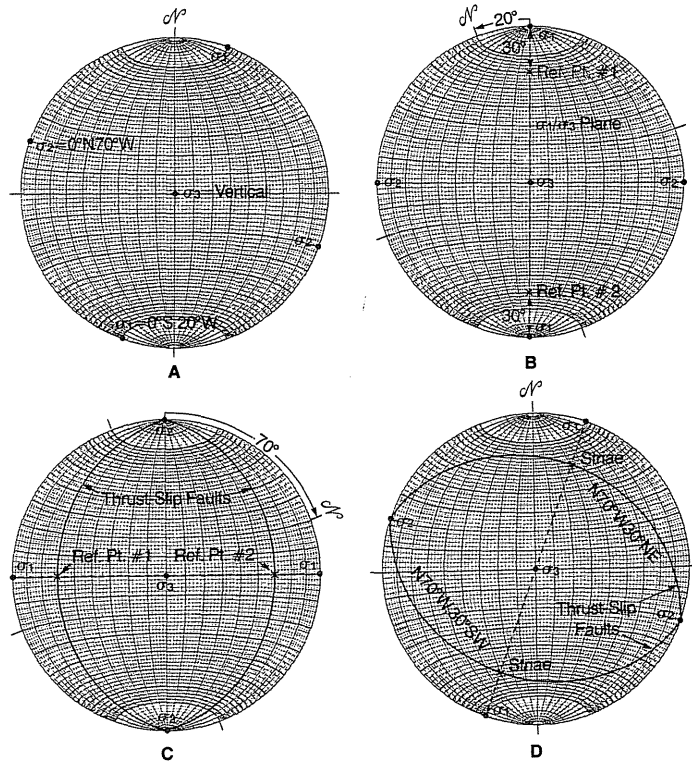 N
σ1
σ2=0°N70°W
σ3 Vertical
σ2
σ1=0°S20°W
A
N
20°
σ1
30°
Ref. Pt. #1
σ1/σ3 Plane
σ2
σ3
σ2
Ref. Pt. #2
30°
σ1
B
σ2
70°
N
Thrust-Slip Faults
Ref. Pt. #1
Ref. Pt. #2
σ1
σ1
σ3
σ2
C
N
σ1
Striae
N70°W30°NE
σ2
σ3
N70°W30°SW
Thrust-Slip
Faults
σ2
Striae
σ1
D